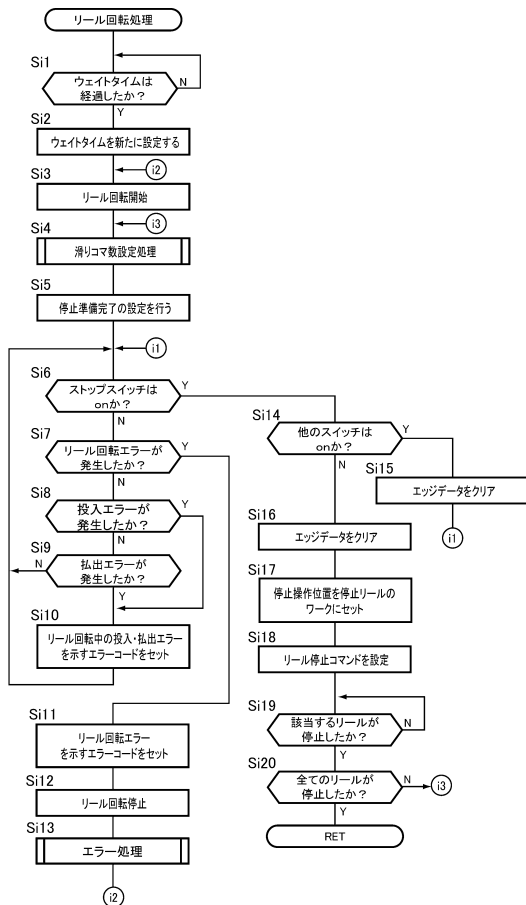 リール回転処理
Si1
ウェイトタイムは
経過したか？
N
Y
Si2
ウェイトタイムを新たに設定する
i2
Si3
リール回転開始
i3
Si4
滑りコマ数設定処理
Si5
停止準備完了の設定を行う
i1
Si6
ストップスイッチは
onか？
Y
N
Si7
リール回転エラーが
発生したか？
Y
N
Si8
投入エラーが
発生したか？
Y
N
Si9
払出エラーが
発生したか？
N
Y
Si10
リール回転中の投入・払出エラー
を示すエラーコードをセット
Si11
リール回転エラー
を示すエラーコードをセット
Si12
リール回転停止
Si13
エラー処理
i2
Si14
他のスイッチは
onか？
Y
N
Si15
エッジデータをクリア
i1
Si16
エッジデータをクリア
Si17
停止操作位置を停止リールの
ワークにセット
Si18
リール停止コマンドを設定
Si19
該当するリールが
停止したか？
N
Y
Si20
全てのリールが
停止したか？
N
i3
Y
RET